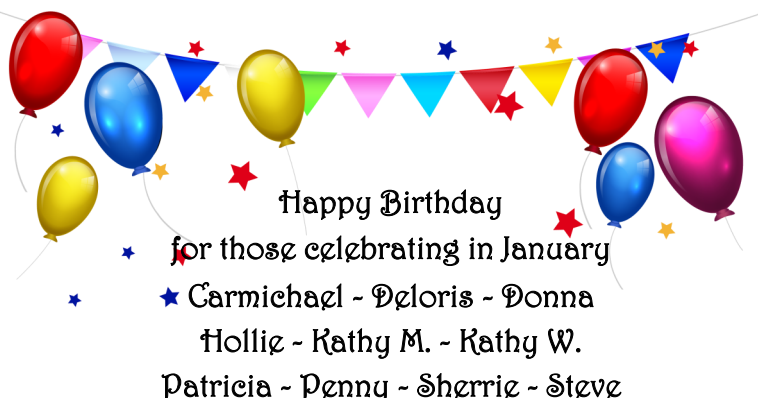 Happy Birthday
for those celebrating in January
Carmichael - Deloris - Donna
Hollie - Kathy M. - Kathy W.
Patricia - Penny - Sherrie - Steve